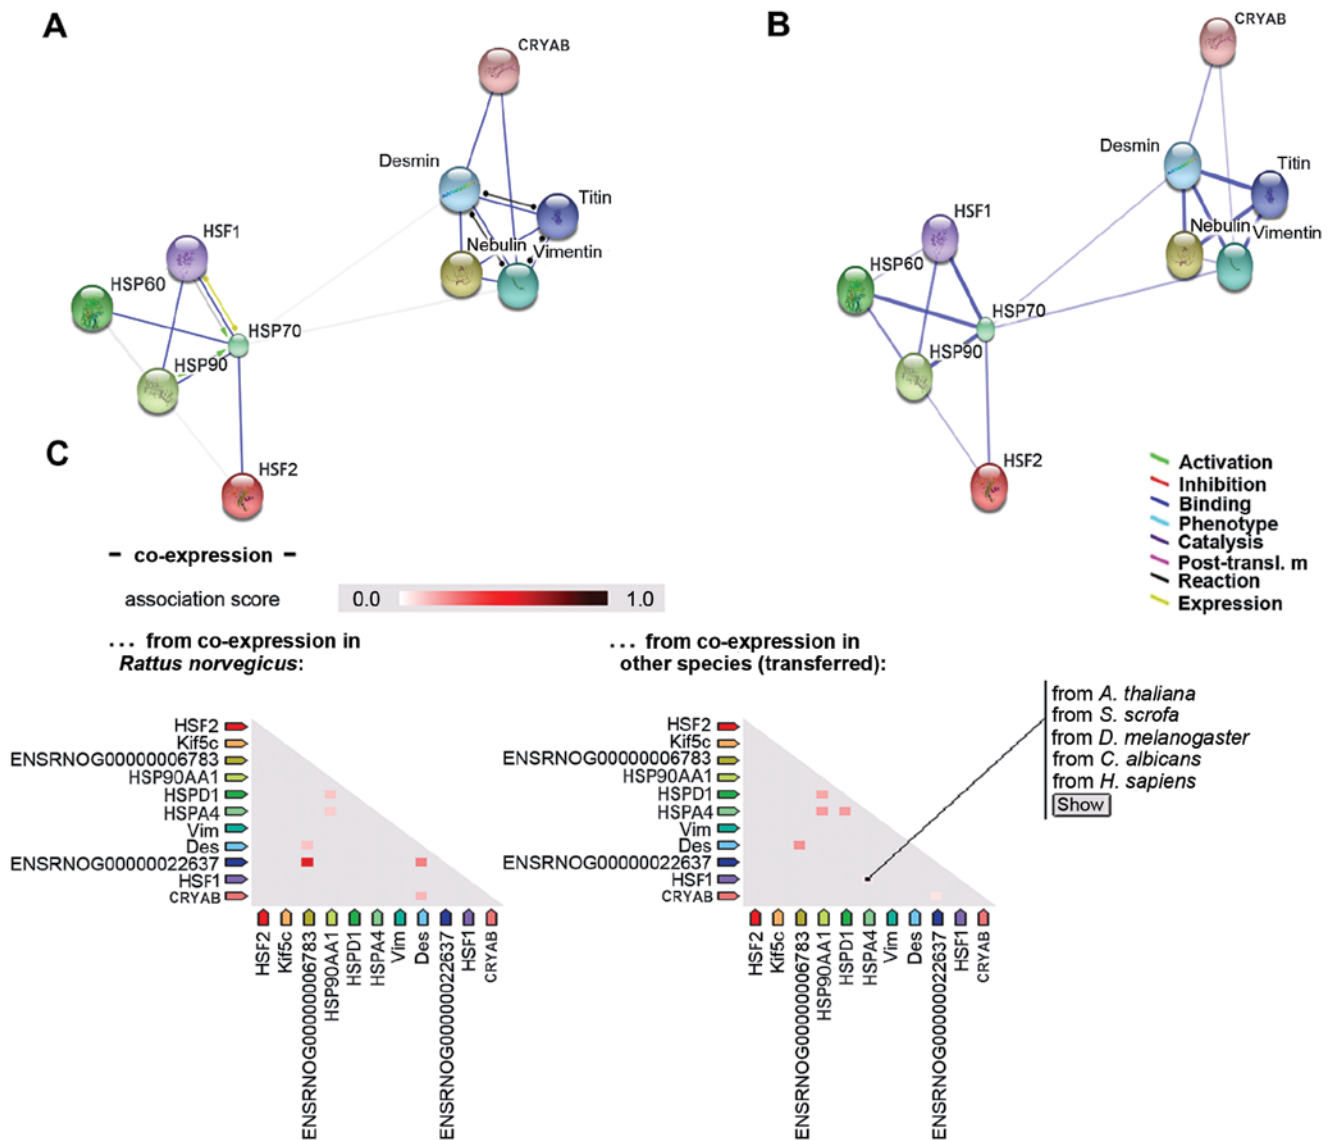 A
CRYAB
Desmin
Titin
Nebulin
Vimentin
HSF1
HSP60
HSP70
HSP90
HSF2
B
CRYAB
Desmin
Titin
Nebulin
Vimentin
HSF1
HSP60
HSP70
HSP90
HSF2
Activation
Inhibition
Binding
Phenotype
Catalysis
Post-transl. m
Reaction
Expression
C
– co-expression –
association score 0.0 1.0
... from co-expression in
Rattus norvegicus:
HSF2
Kif5c
ENSRNOG00000006783
HSP90AA1
HSPD1
HSPA4
Vim
Des
ENSRNOG00000022637
HSF1
CRYAB
HSF2
Kif5c
ENSRNOG00000006783
HSP90AA1
HSPD1
HSPA4
Vim
Des
ENSRNOG00000022637
HSF1
CRYAB
... from co-expression in
other species (transferred):
HSF2
Kif5c
ENSRNOG00000006783
HSP90AA1
HSPD1
HSPA4
Vim
Des
ENSRNOG00000022637
HSF1
CRYAB
HSF2
Kif5c
ENSRNOG00000006783
HSP90AA1
HSPD1
HSPA4
Vim
Des
ENSRNOG00000022637
HSF1
CRYAB
from A. thaliana
from S. scrofa
from D. melanogaster
from C. albicans
from H. sapiens
Show